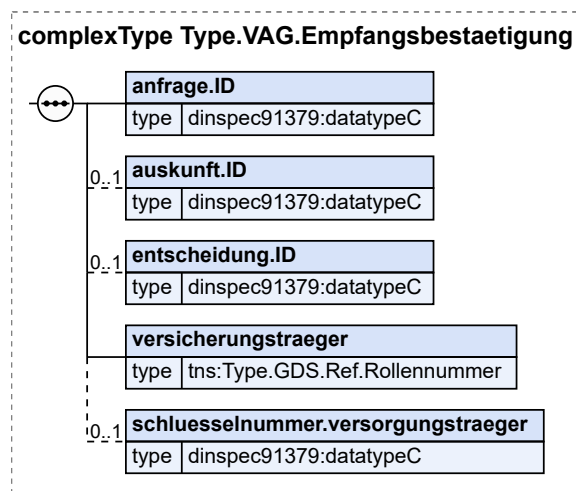 complexType Type.VAG.Empfangsbestaetigung
anfrage.ID
type dinspec91379:datatypeC
0..1
auskunft.ID
type dinspec91379:datatypeC
0..1
entscheidung.ID
type dinspec91379:datatypeC
versicherungstraeger
type tns:Type.GDS.Ref.Rollennummer
0..1
schluesselnummer.versorgungstraeger
type dinspec91379:datatypeC